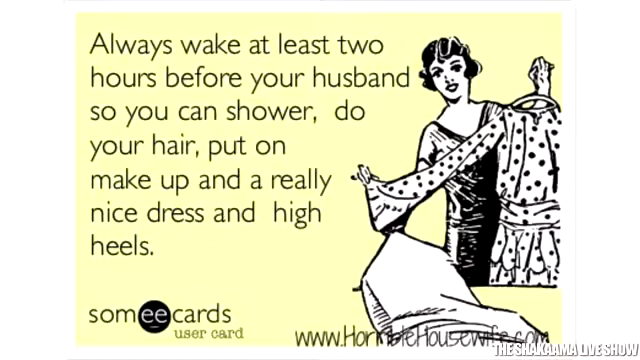 Always wake at least two
hours before your husband
so you can shower, do
your hair, put on
make up and a really
nice dress and high
heels.
someecards
user card
www.HorribleHousewife.com
THE SHAKAAMA LIVE SHOW